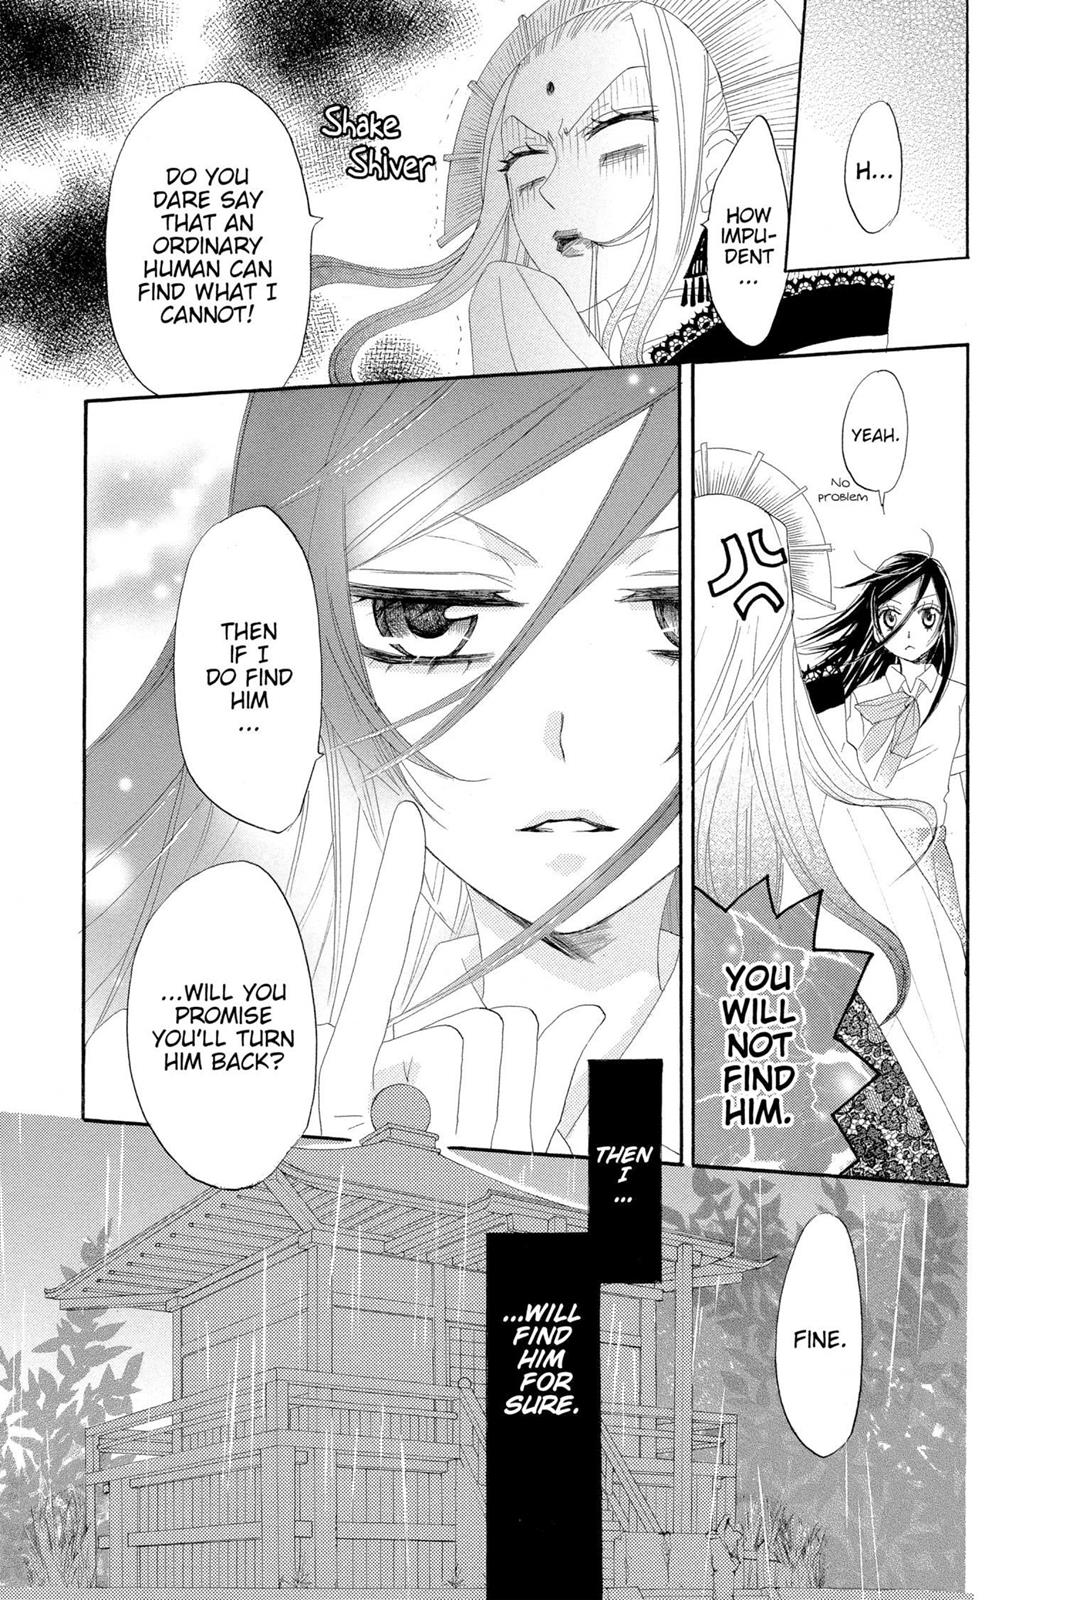 H...
HOW
IMPU-
DENT
...
Shake
Shiver
DO YOU
DARE SAY
THAT AN
ORDINARY
HUMAN CAN
FIND WHAT I
CANNOT!
YEAH.
No
problem
YOU
WILL
NOT
FIND
HIM.
THEN
IF I
DO FIND
HIM
...
...WILL YOU
PROMISE
YOU'LL TURN
HIM BACK?
FINE.
THEN
I
...
...WILL
FIND
HIM
FOR
SURE.